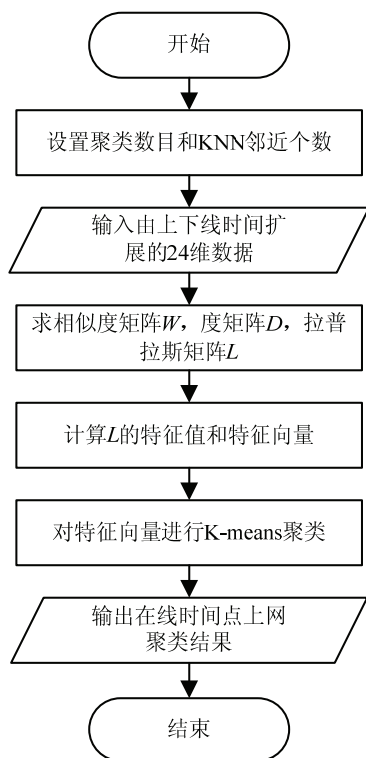 开始
设置聚类数目和KNN邻近个数
输入由上下线时间扩
展的24维数据
求相似度矩阵W，度矩阵D，拉普
拉斯矩阵L
计算L的特征值和特征向量
对特征向量进行K-means聚类
输出在线时间点上网
聚类结果
结束